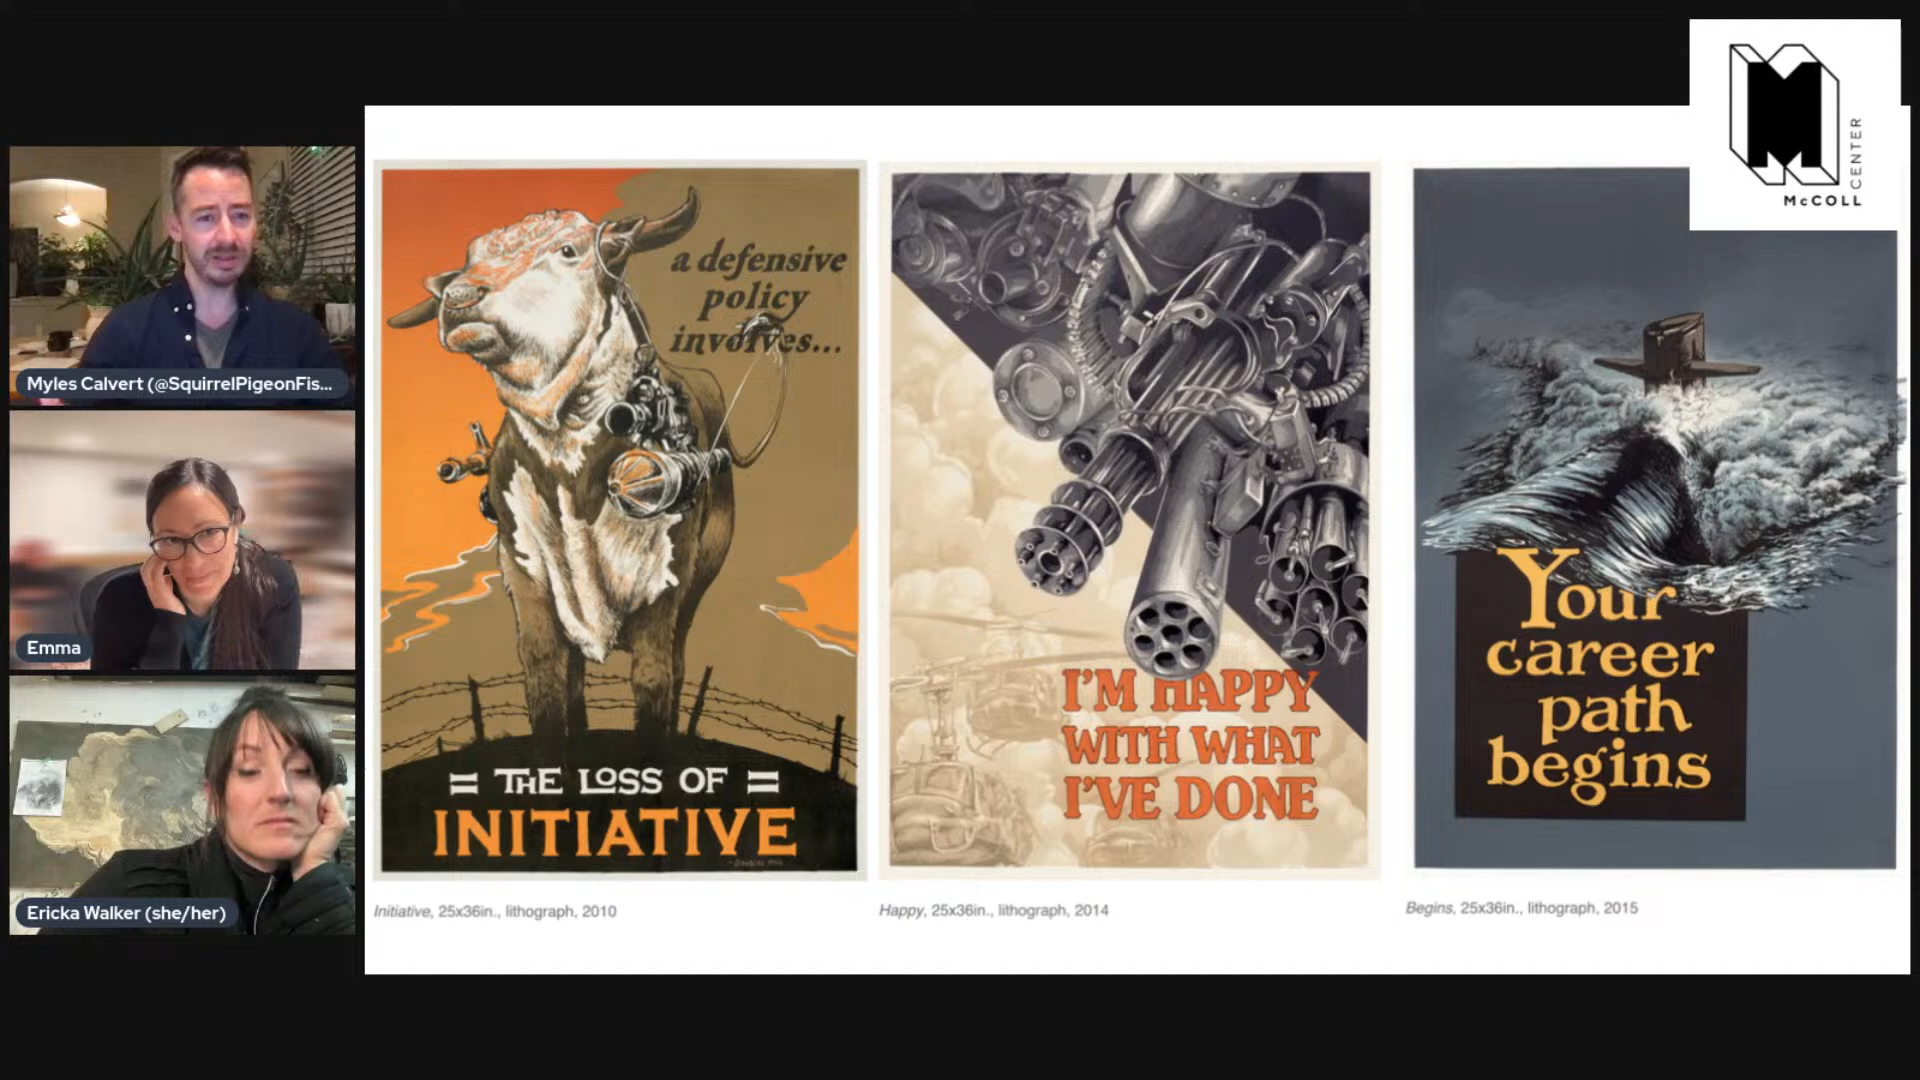 McCOLL
CENTER
Myles Calvert (@SquirrelPigeonFis...
Emma
Ericka Walker (she/her)
a defensive
policy
involves...
THE LOSS OF
INITIATIVE
Initiative, 25x36in., lithograph, 2010
I'M HAPPY
WITH WHAT
I'VE DONE
Happy, 25x36in., lithograph, 2014
Your
career
path
begins
Begins, 25x36in., lithograph, 2015